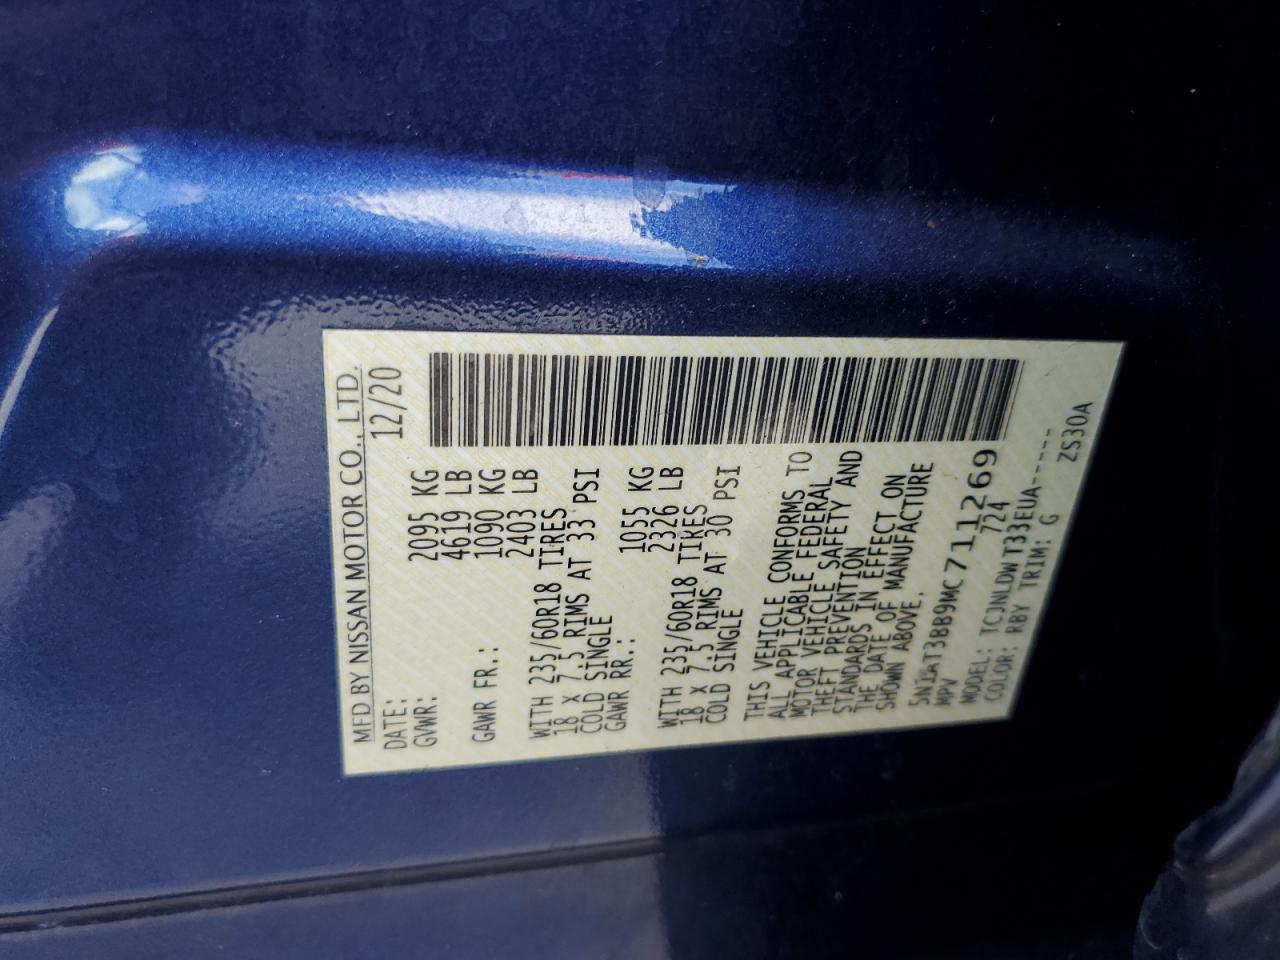 MFD BY NISSAN MOTOR CO., LTD.
DATE: 12/20
GVWR: 2095 KG
4619 LB
GAWR FR.: 1090 KG
2403 LB
WITH 235/60R18 TIRES
18 X 7.5 RIMS AT 33 PSI
COLD SINGLE
GAWR RR.: 1055 KG
2326 LB
WITH 235/60R18 TIRES
18 X 7.5 RIMS AT 30 PSI
COLD SINGLE
THIS VEHICLE CONFORMS TO
ALL APPLICABLE FEDERAL
MOTOR VEHICLE SAFETY AND
THEFT PREVENTION
STANDARDS IN EFFECT ON
THE DATE OF MANUFACTURE
SHOWN ABOVE.
5N1AT3BB9MC711269
MPV 724
MODEL: TCJNLDWT33EUA-----
COLOR: RBY TRIM: G
ZS30A